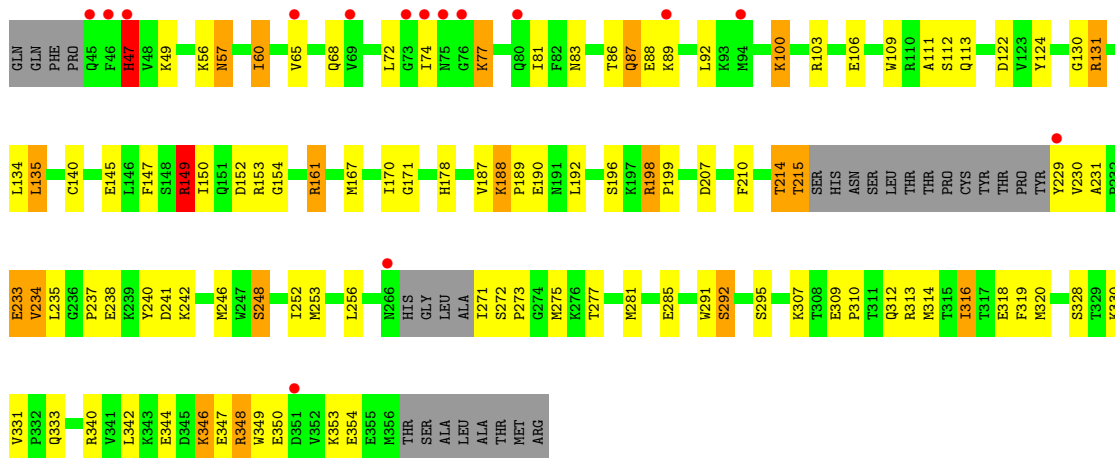 GLN GLN PHE PRO Q45 F46 H47 V48 K49 K56 N57 I60 V65 Q68 V69 L72 G73 I74 N75 G76 K77 Q80 I81 F82 N83 T86 Q87 E88 K89 L92 K93 M94 K100 R103 E106 W109 R110 A111 S112 Q113 D122 V123 Y124 G130 R131
L134 L135 C140 E145 L146 F147 S148 R149 I150 Q151 D152 R153 G154 R161 M167 I170 G171 H178 V187 K188 P189 E190 N191 L192 S196 K197 R198 P199 D207 F210 T214 T215 SER HIS ASN SER LEU THR THR PRO CYS TYR THR PRO TYR Y229 V230 A231 P232
E233 V234 L235 G236 P237 E238 K239 Y240 D241 K242 M246 W247 S248 I252 M253 L256 N266 HIS GLY LEU ALA I271 S272 P273 G274 M275 K276 T277 M281 E285 W291 S292 S295 K307 T308 E309 P310 T311 Q312 R313 M314 T315 I316 T317 E318 F319 M320 S328 T329 K330
V331 P332 Q333 R340 V341 L342 K343 E344 D345 K346 E347 R348 W349 E350 D351 V352 K353 E354 E355 M356 THR SER ALA LEU ALA THR MET ARG